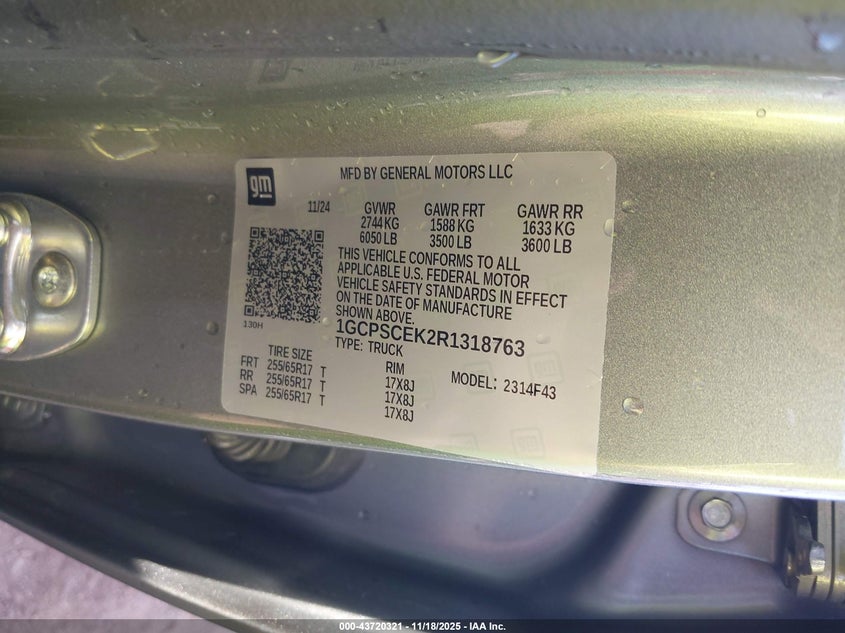 gm
MFD BY GENERAL MOTORS LLC
11/24 GVWR GAWR FRT GAWR RR
2744 KG 1588 KG 1633 KG
6050 LB 3500 LB 3600 LB
THIS VEHICLE CONFORMS TO ALL
APPLICABLE U.S. FEDERAL MOTOR
VEHICLE SAFETY STANDARDS IN EFFECT
ON THE DATE OF MANUFACTURE
SHOWN ABOVE.
130H
1GCPSCEK2R1318763
TYPE: TRUCK
TIRE SIZE RIM MODEL: 2314F43
FRT 255/65R17 T 17X8J
RR 255/65R17 T 17X8J
SPA 255/65R17 T 17X8J
000-43720321 - 11/18/2025 - IAA Inc.